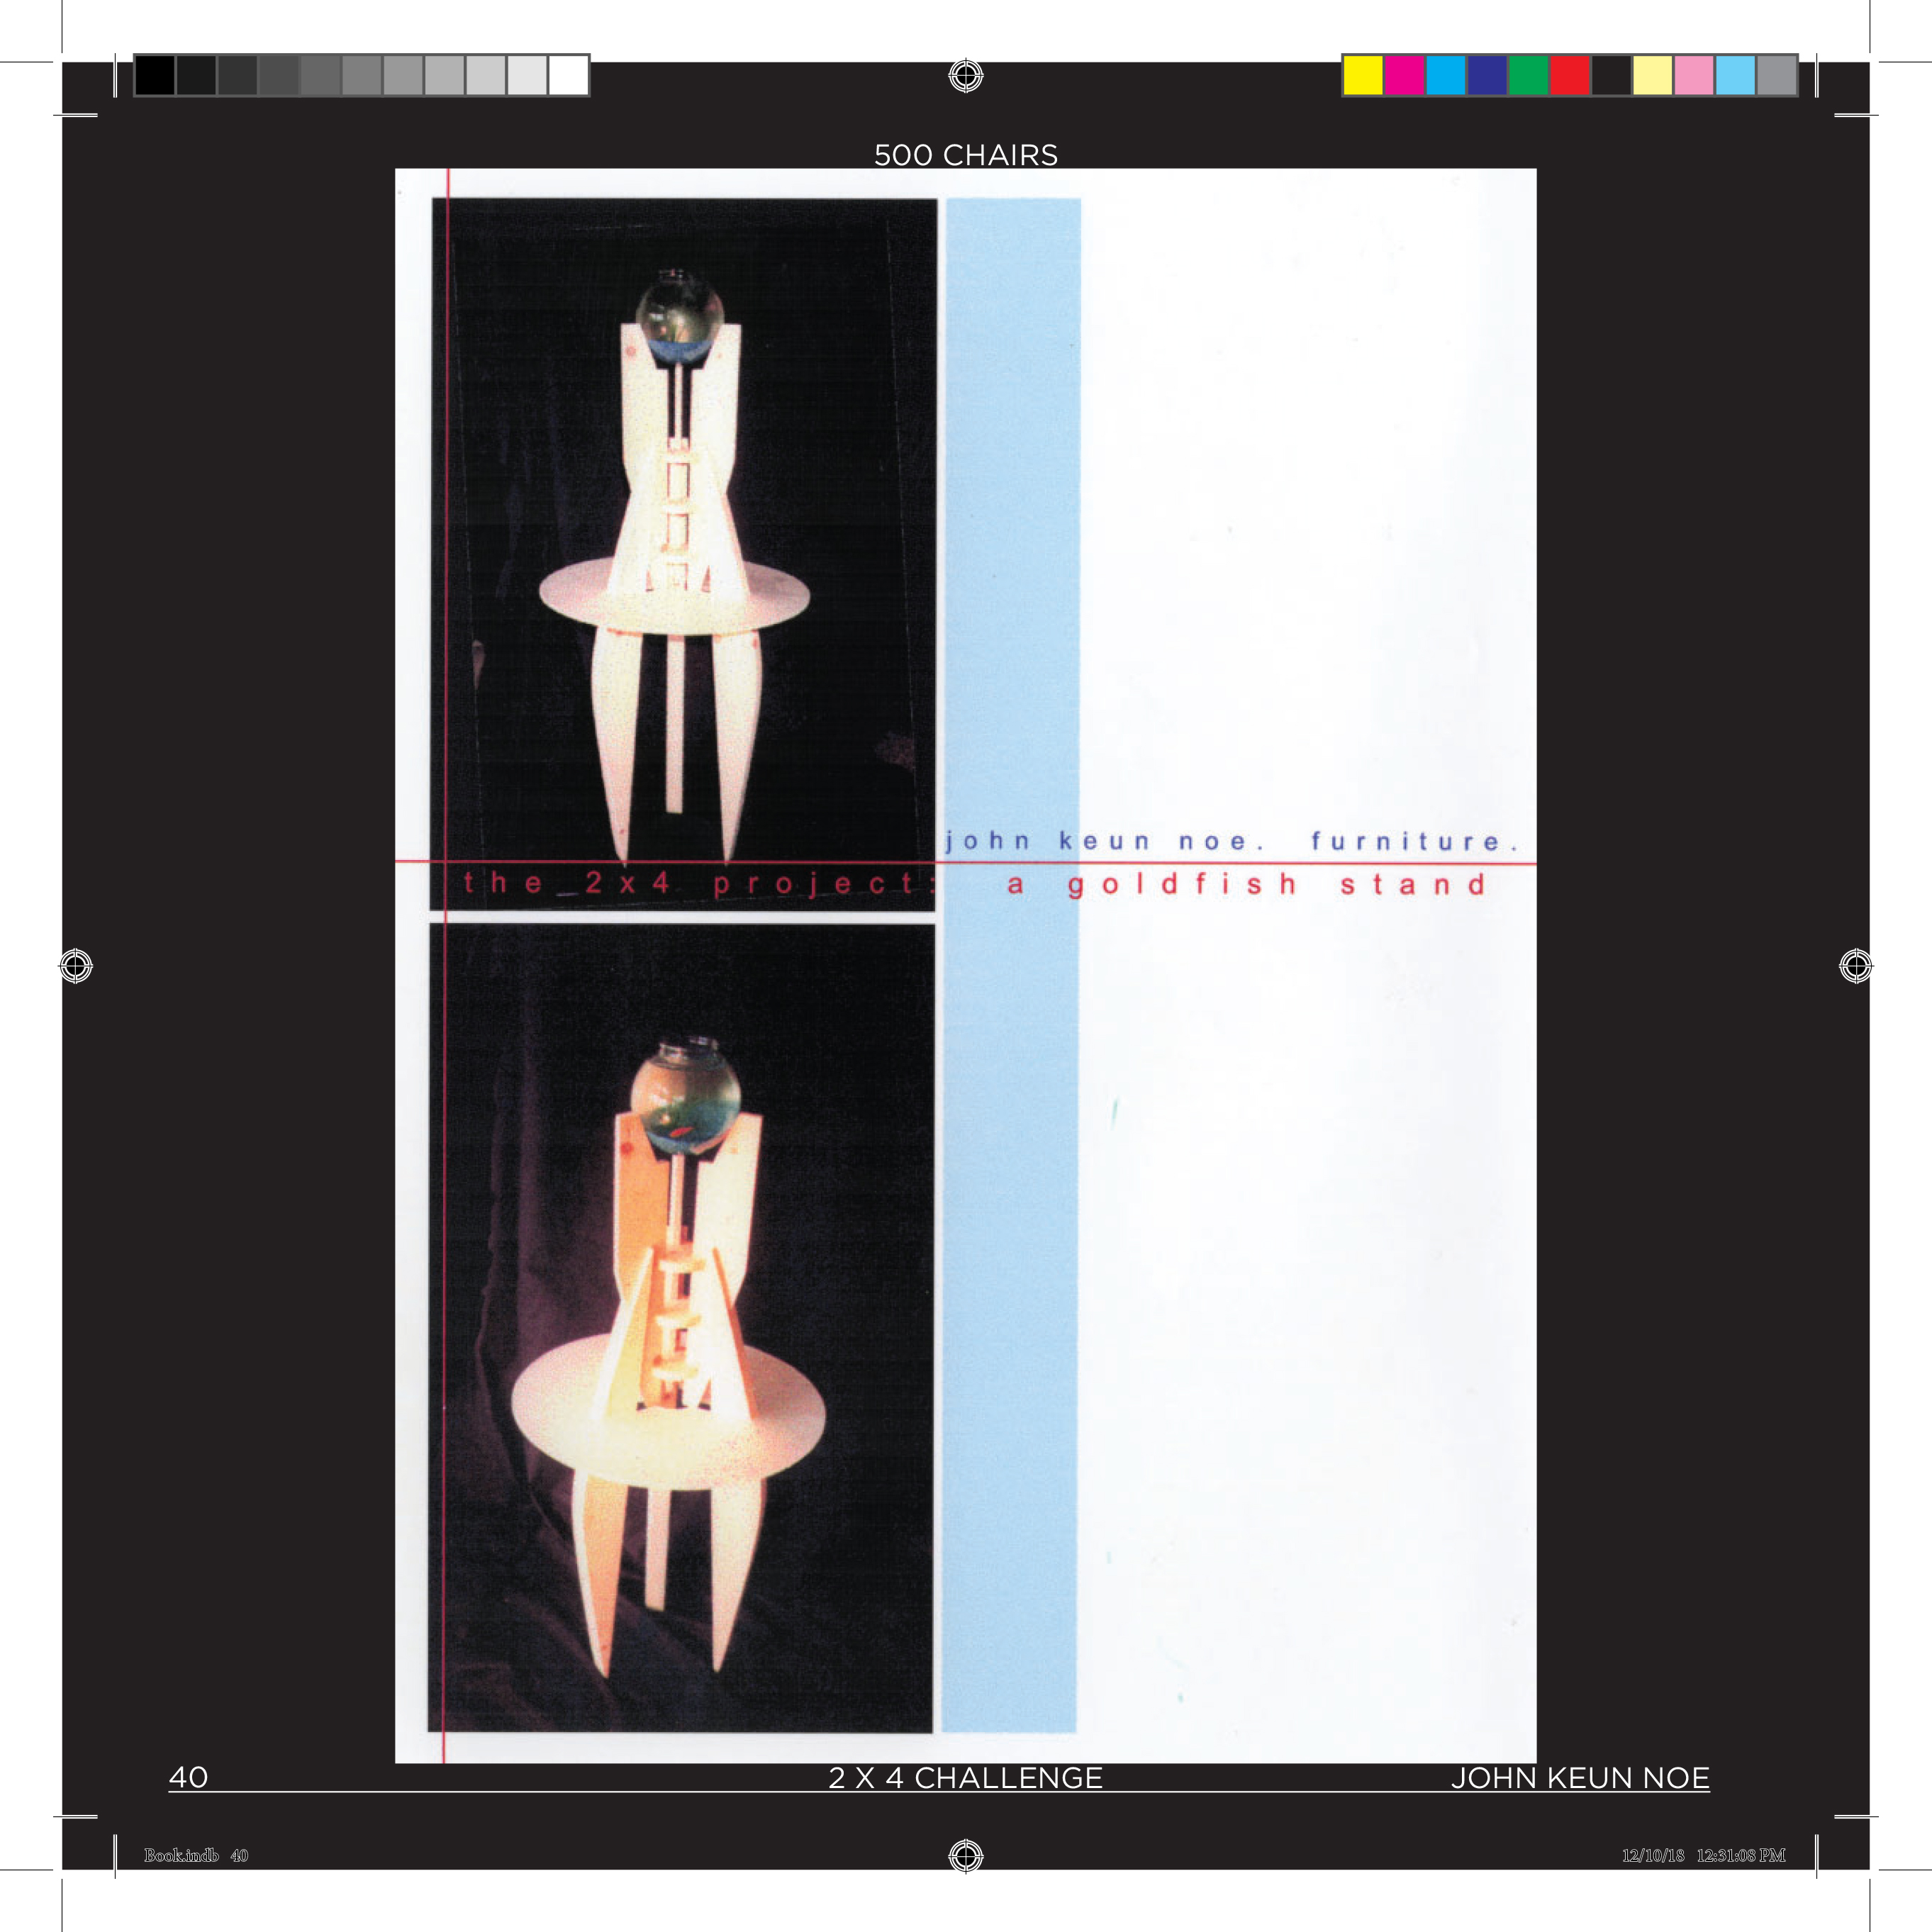 500 CHAIRS
john keun noe. furniture.
the_2x4 project: a goldfish stand
40 2 X 4 CHALLENGE JOHN KEUN NOE
Book.indb 40 12/10/18 12:31:08 PM